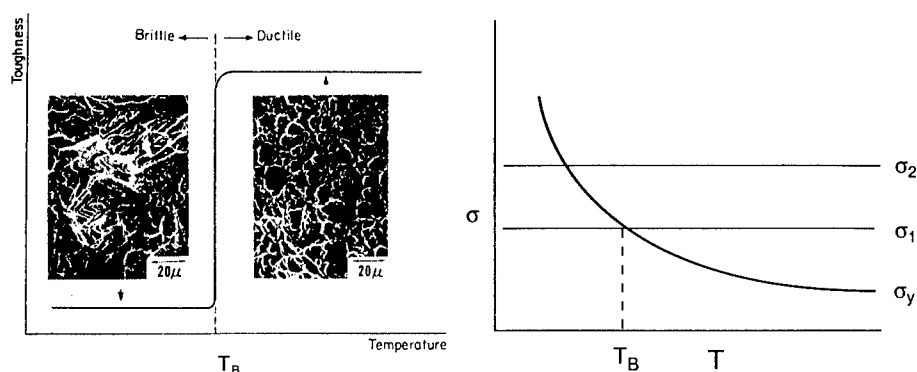 Toughness
Brittle
Ductile
20μ
20μ
Temperature
T_B
σ
σ₂
σ₁
σ_y
T_B
T